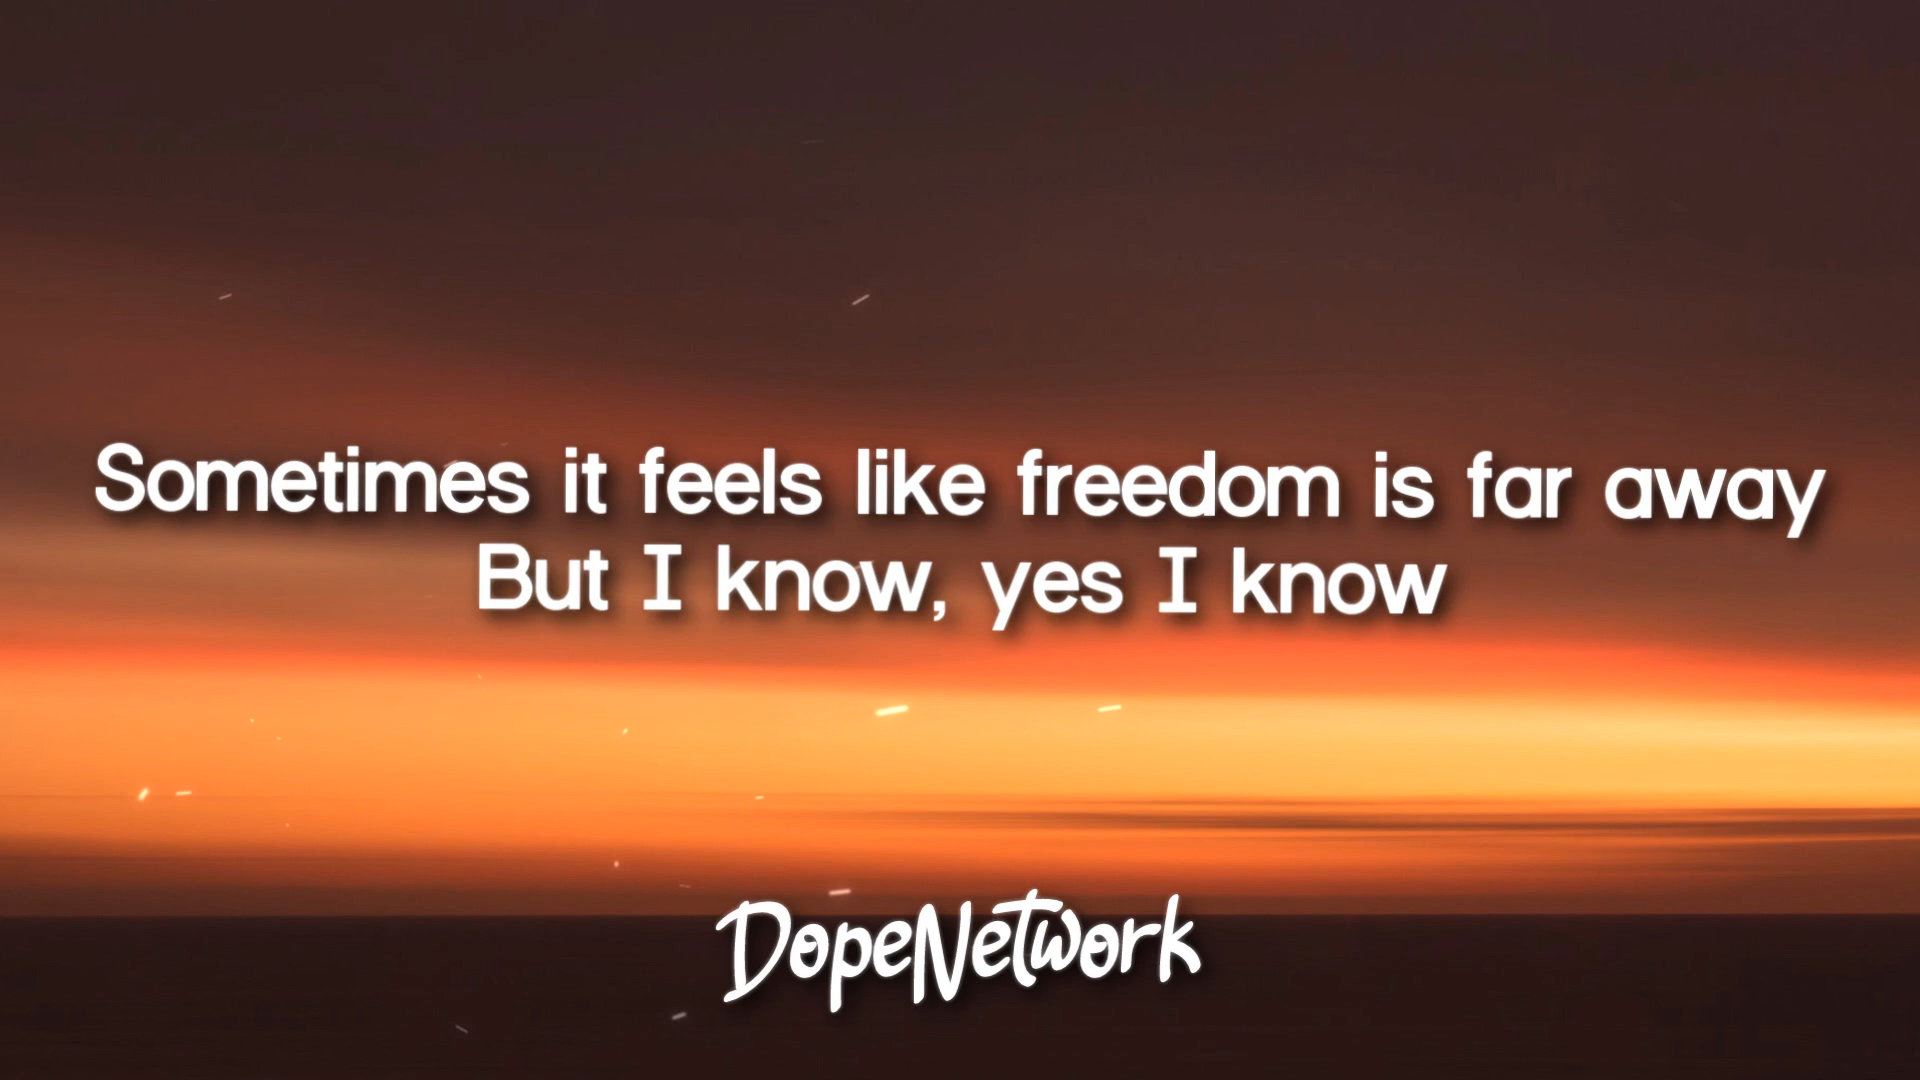 Sometimes it feels like freedom is far away
But I know, yes I know
DopeNetwork